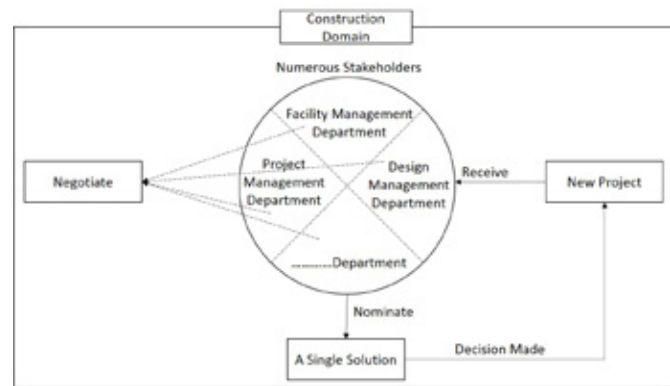 Construction
Domain
Numerous Stakeholders
Facility Management
Department
Project
Management
Department
Design
Management
Department
Negotiate
Receive
New Project
............Department
Nominate
A Single Solution
Decision Made